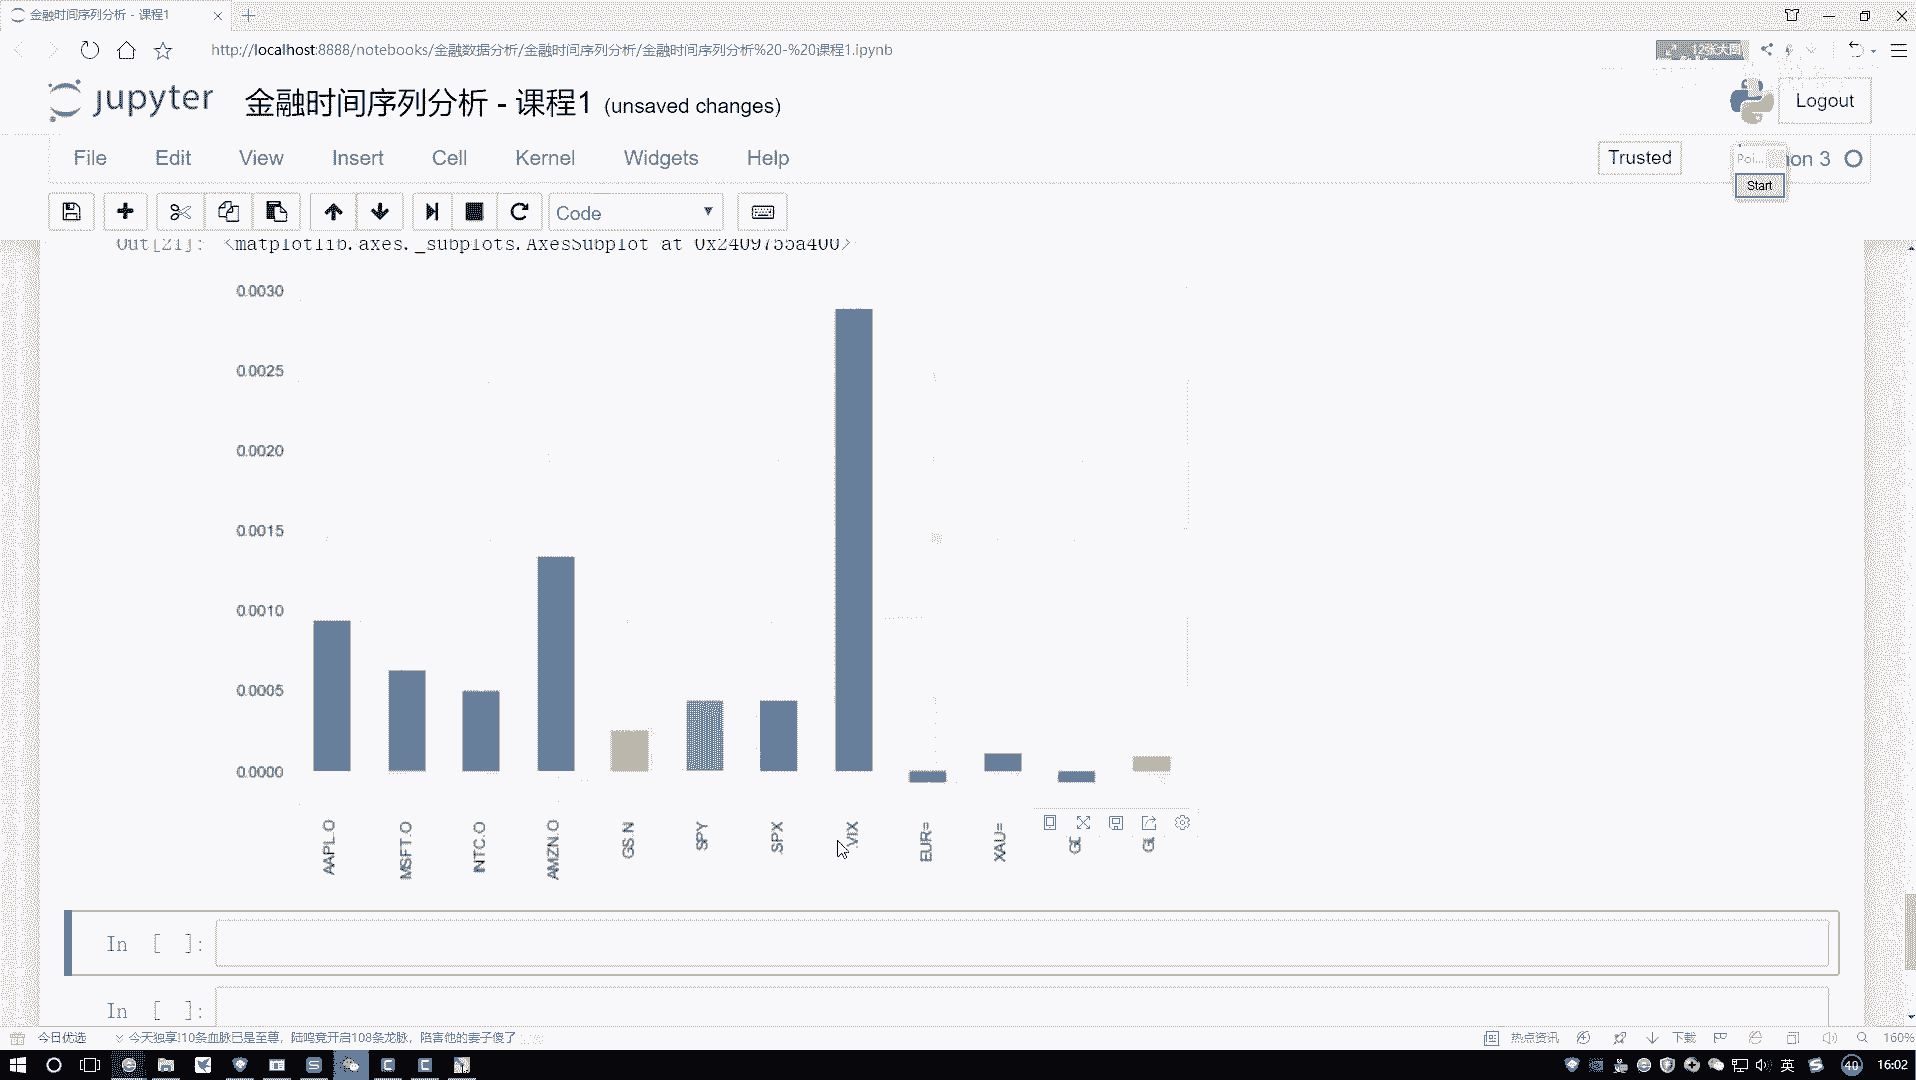 金融时间序列分析 - 课程1
http://localhost:8888/notebooks/金融数据分析/金融时间序列分析/金融时间序列分析%20-%20课程1.ipynb
12张大图
jupyter 金融时间序列分析 - 课程1 (unsaved changes)
Logout
File Edit View Insert Cell Kernel Widgets Help
Trusted
Poi... on 3
Start
Code
Out[21]: <matplotlib.axes._subplots.AxesSubplot at 0x2409755a400>
0.0030
0.0025
0.0020
0.0015
0.0010
0.0005
0.0000
AAPL.O MSFT.O INTC.O AMZN.O GS.N SPY .SPX .VIX EUR= XAU=
In [ ]:
In [ ]:
今日优选 今天独享!10条血脉已是至尊，陆鸣竟开启108条龙脉，陷害他的妻子傻了
热点资讯 下载 160%
英 40 16:02